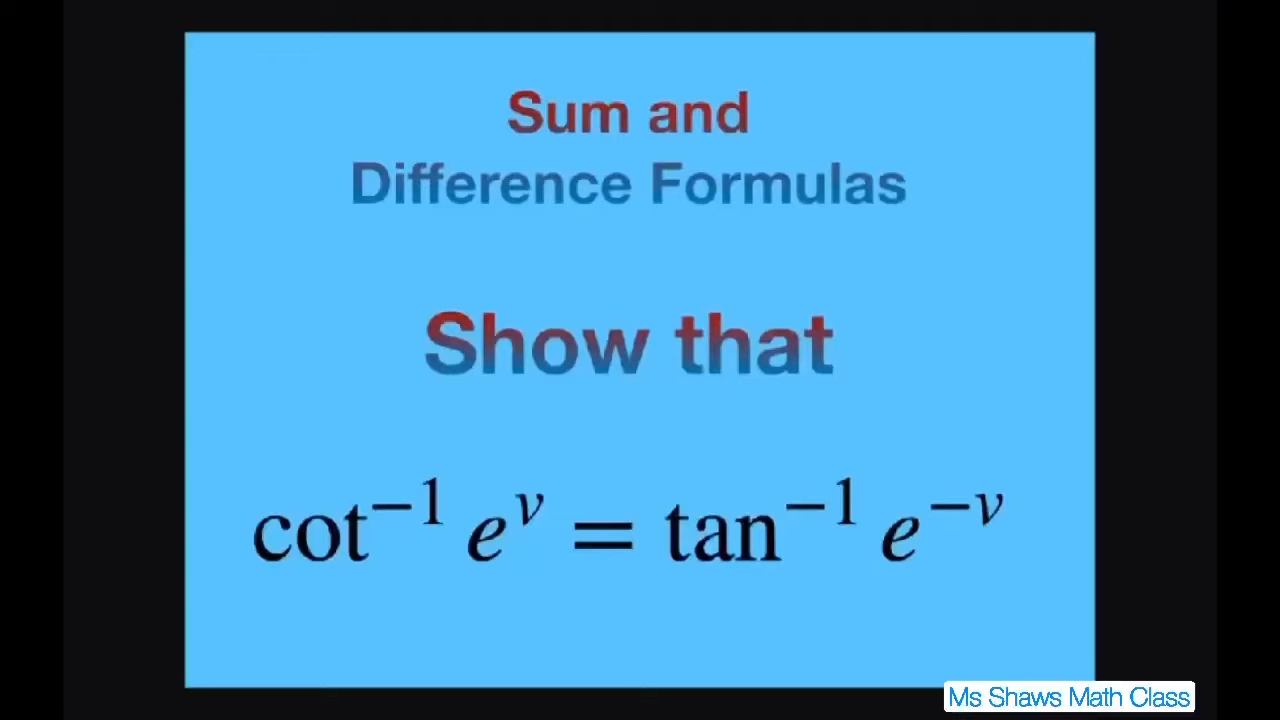 Sum and
Difference Formulas
Show that
cot⁻¹ eᵛ = tan⁻¹ e⁻ᵛ
Ms Shaws Math Class